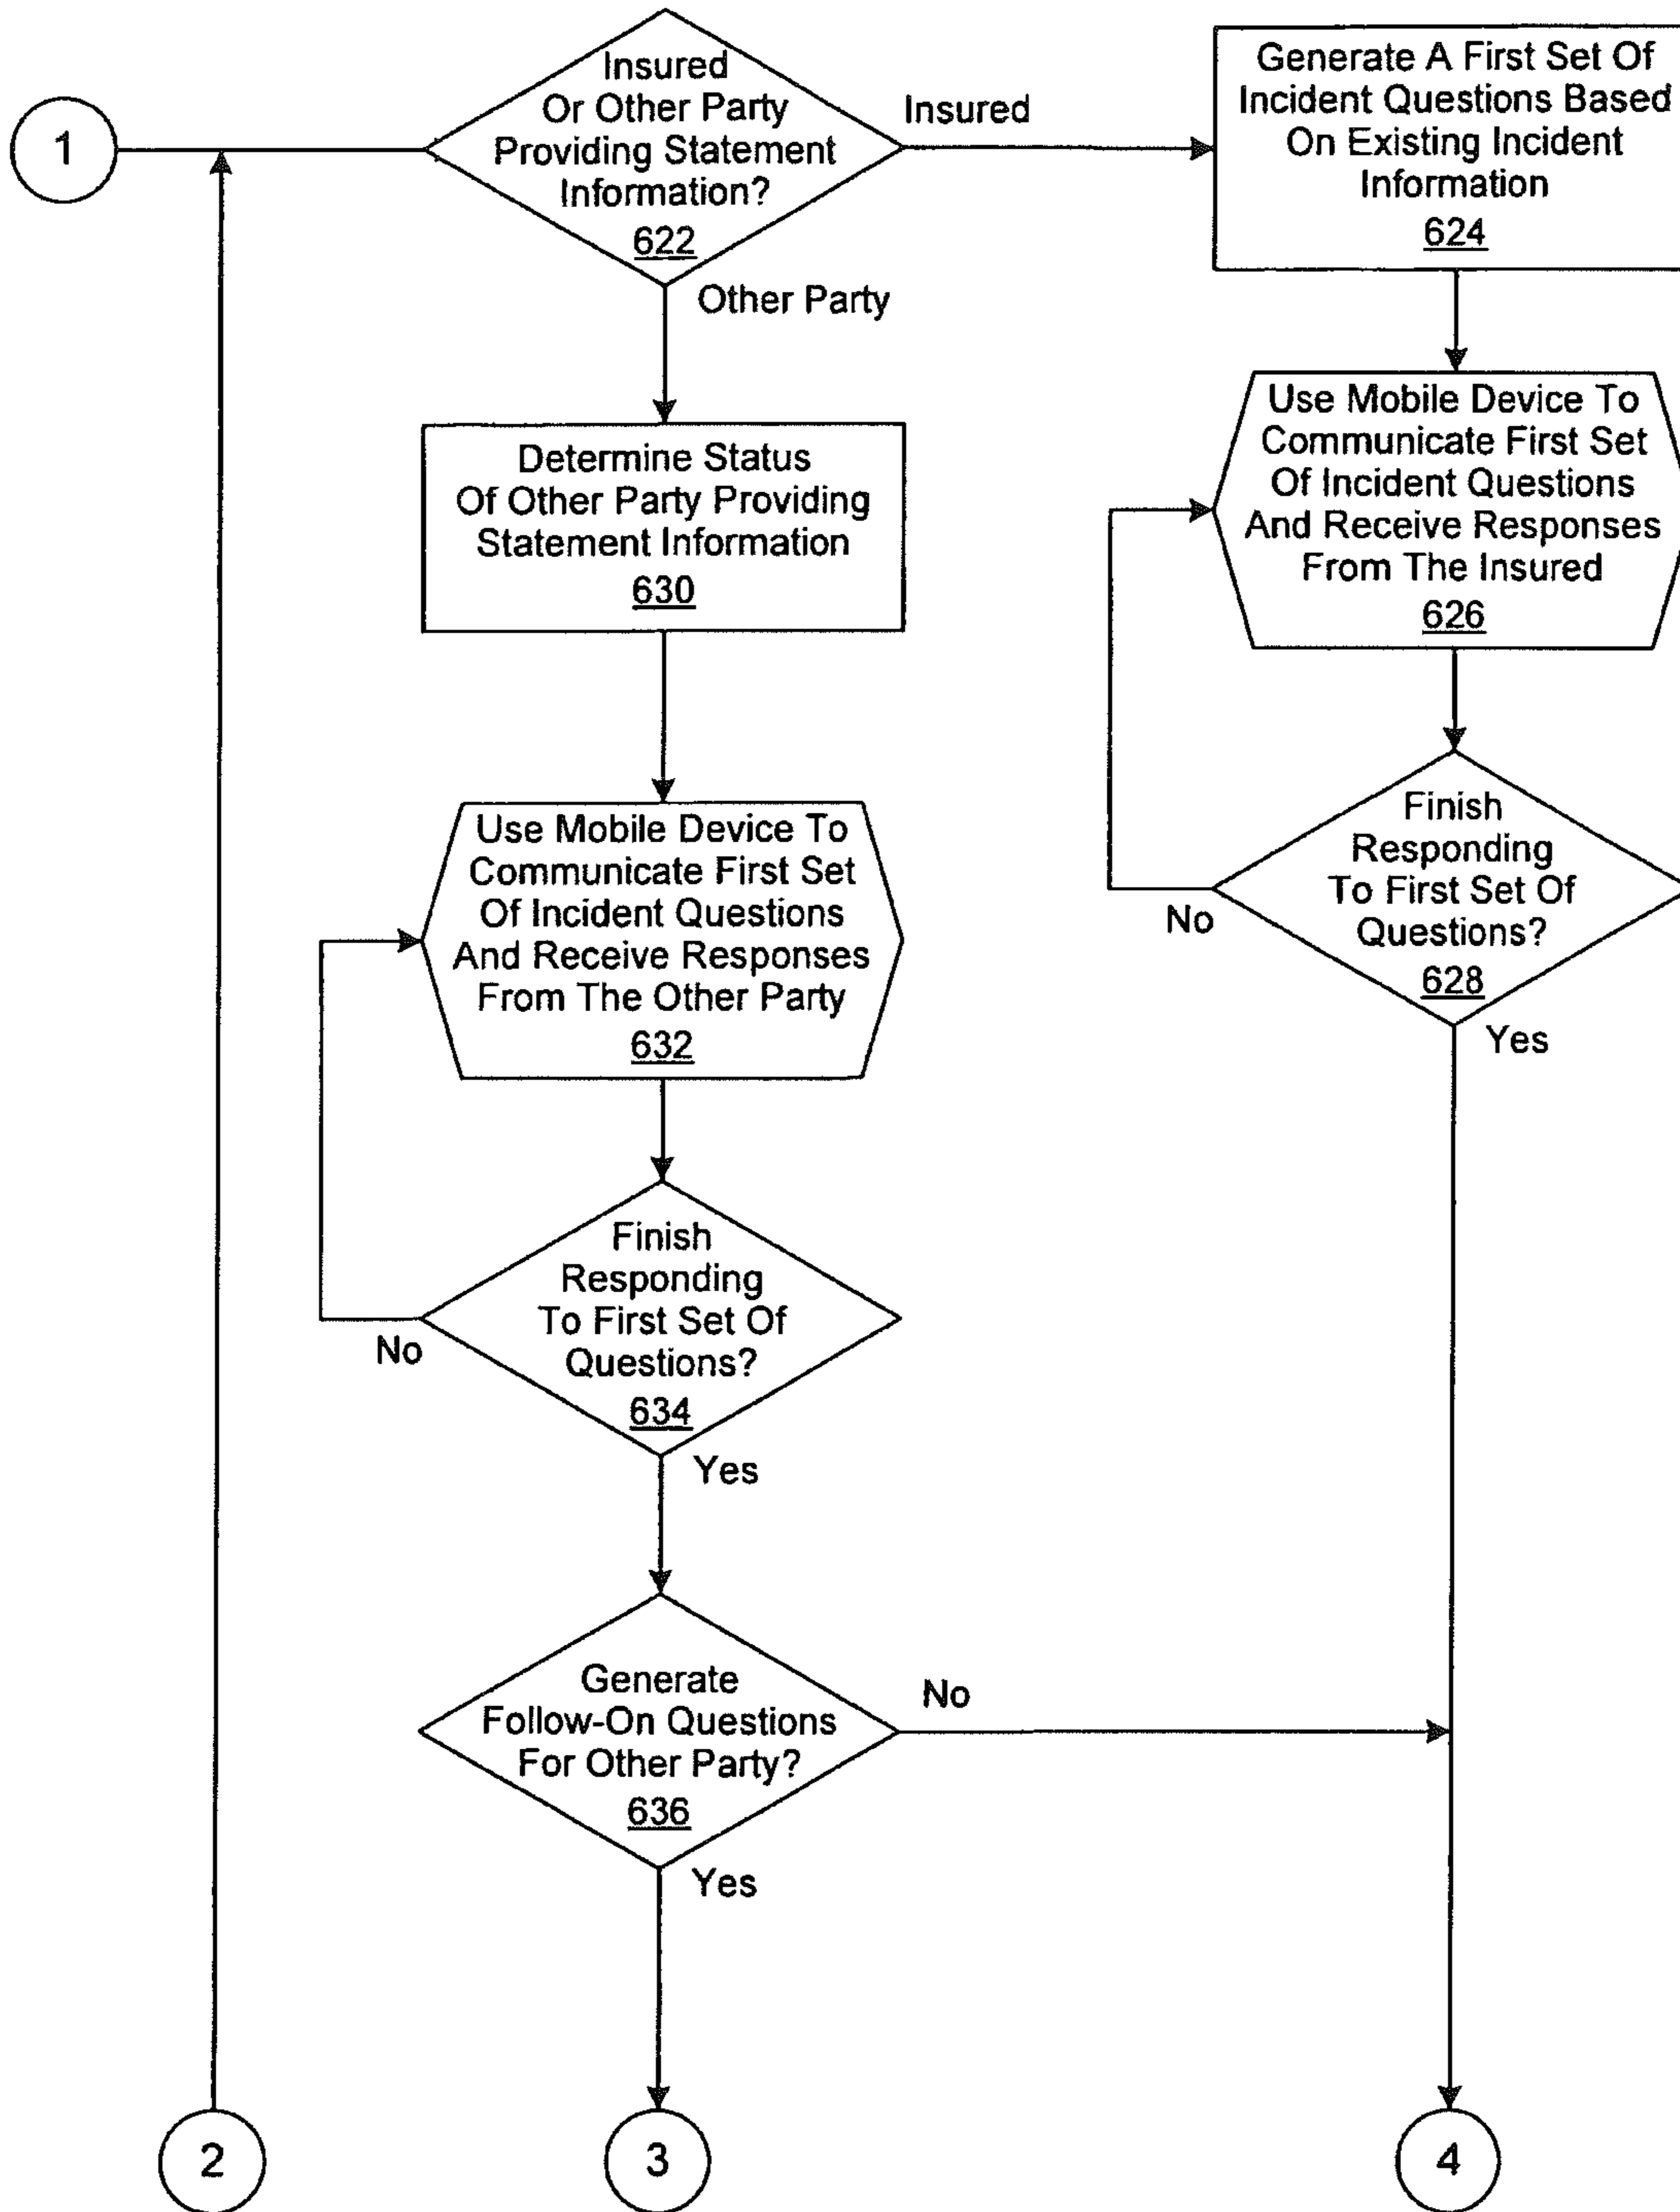 1
Insured
Or Other Party
Providing Statement
Information?
622
Insured
Other Party
Generate A First Set Of
Incident Questions Based
On Existing Incident
Information
624
Use Mobile Device To
Communicate First Set
Of Incident Questions
And Receive Responses
From The Insured
626
Determine Status
Of Other Party Providing
Statement Information
630
Finish
Responding
To First Set Of
Questions?
628
No
Yes
Use Mobile Device To
Communicate First Set
Of Incident Questions
And Receive Responses
From The Other Party
632
Finish
Responding
To First Set Of
Questions?
634
No
Yes
Generate
Follow-On Questions
For Other Party?
636
No
Yes
2
3
4